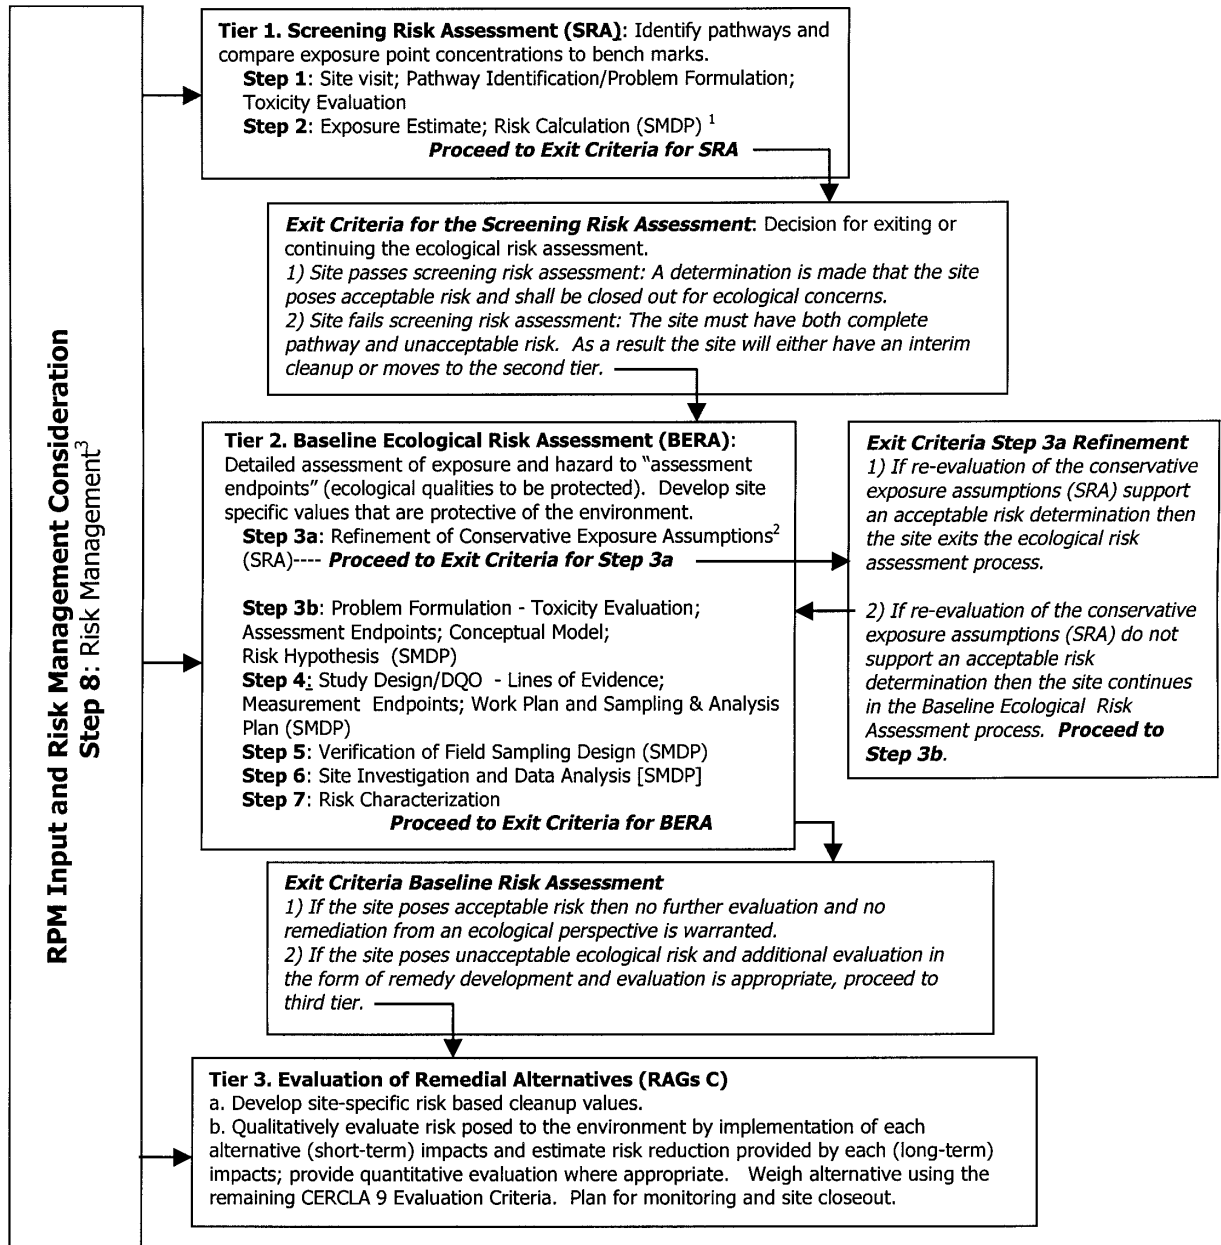 RPM Input and Risk Management Consideration
Step 8: Risk Management3
Tier 1. Screening Risk Assessment (SRA): Identify pathways and
compare exposure point concentrations to bench marks.
Step 1: Site visit; Pathway Identification/Problem Formulation;
Toxicity Evaluation
Step 2: Exposure Estimate; Risk Calculation (SMDP) 1
Proceed to Exit Criteria for SRA
Exit Criteria for the Screening Risk Assessment: Decision for exiting or
continuing the ecological risk assessment.
1) Site passes screening risk assessment: A determination is made that the site
poses acceptable risk and shall be closed out for ecological concerns.
2) Site fails screening risk assessment: The site must have both complete
pathway and unacceptable risk. As a result the site will either have an interim
cleanup or moves to the second tier.
Tier 2. Baseline Ecological Risk Assessment (BERA):
Detailed assessment of exposure and hazard to "assessment
endpoints" (ecological qualities to be protected). Develop site
specific values that are protective of the environment.
Step 3a: Refinement of Conservative Exposure Assumptions2
(SRA)---- Proceed to Exit Criteria for Step 3a
Step 3b: Problem Formulation - Toxicity Evaluation;
Assessment Endpoints; Conceptual Model;
Risk Hypothesis (SMDP)
Step 4: Study Design/DQO - Lines of Evidence;
Measurement Endpoints; Work Plan and Sampling & Analysis
Plan (SMDP)
Step 5: Verification of Field Sampling Design (SMDP)
Step 6: Site Investigation and Data Analysis [SMDP]
Step 7: Risk Characterization
Proceed to Exit Criteria for BERA
Exit Criteria Step 3a Refinement
1) If re-evaluation of the conservative
exposure assumptions (SRA) support
an acceptable risk determination then
the site exits the ecological risk
assessment process.
2) If re-evaluation of the conservative
exposure assumptions (SRA) do not
support an acceptable risk
determination then the site continues
in the Baseline Ecological Risk
Assessment process. Proceed to
Step 3b.
Exit Criteria Baseline Risk Assessment
1) If the site poses acceptable risk then no further evaluation and no
remediation from an ecological perspective is warranted.
2) If the site poses unacceptable ecological risk and additional evaluation in
the form of remedy development and evaluation is appropriate, proceed to
third tier.
Tier 3. Evaluation of Remedial Alternatives (RAGs C)
a. Develop site-specific risk based cleanup values.
b. Qualitatively evaluate risk posed to the environment by implementation of each
alternative (short-term) impacts and estimate risk reduction provided by each (long-term)
impacts; provide quantitative evaluation where appropriate. Weigh alternative using the
remaining CERCLA 9 Evaluation Criteria. Plan for monitoring and site closeout.